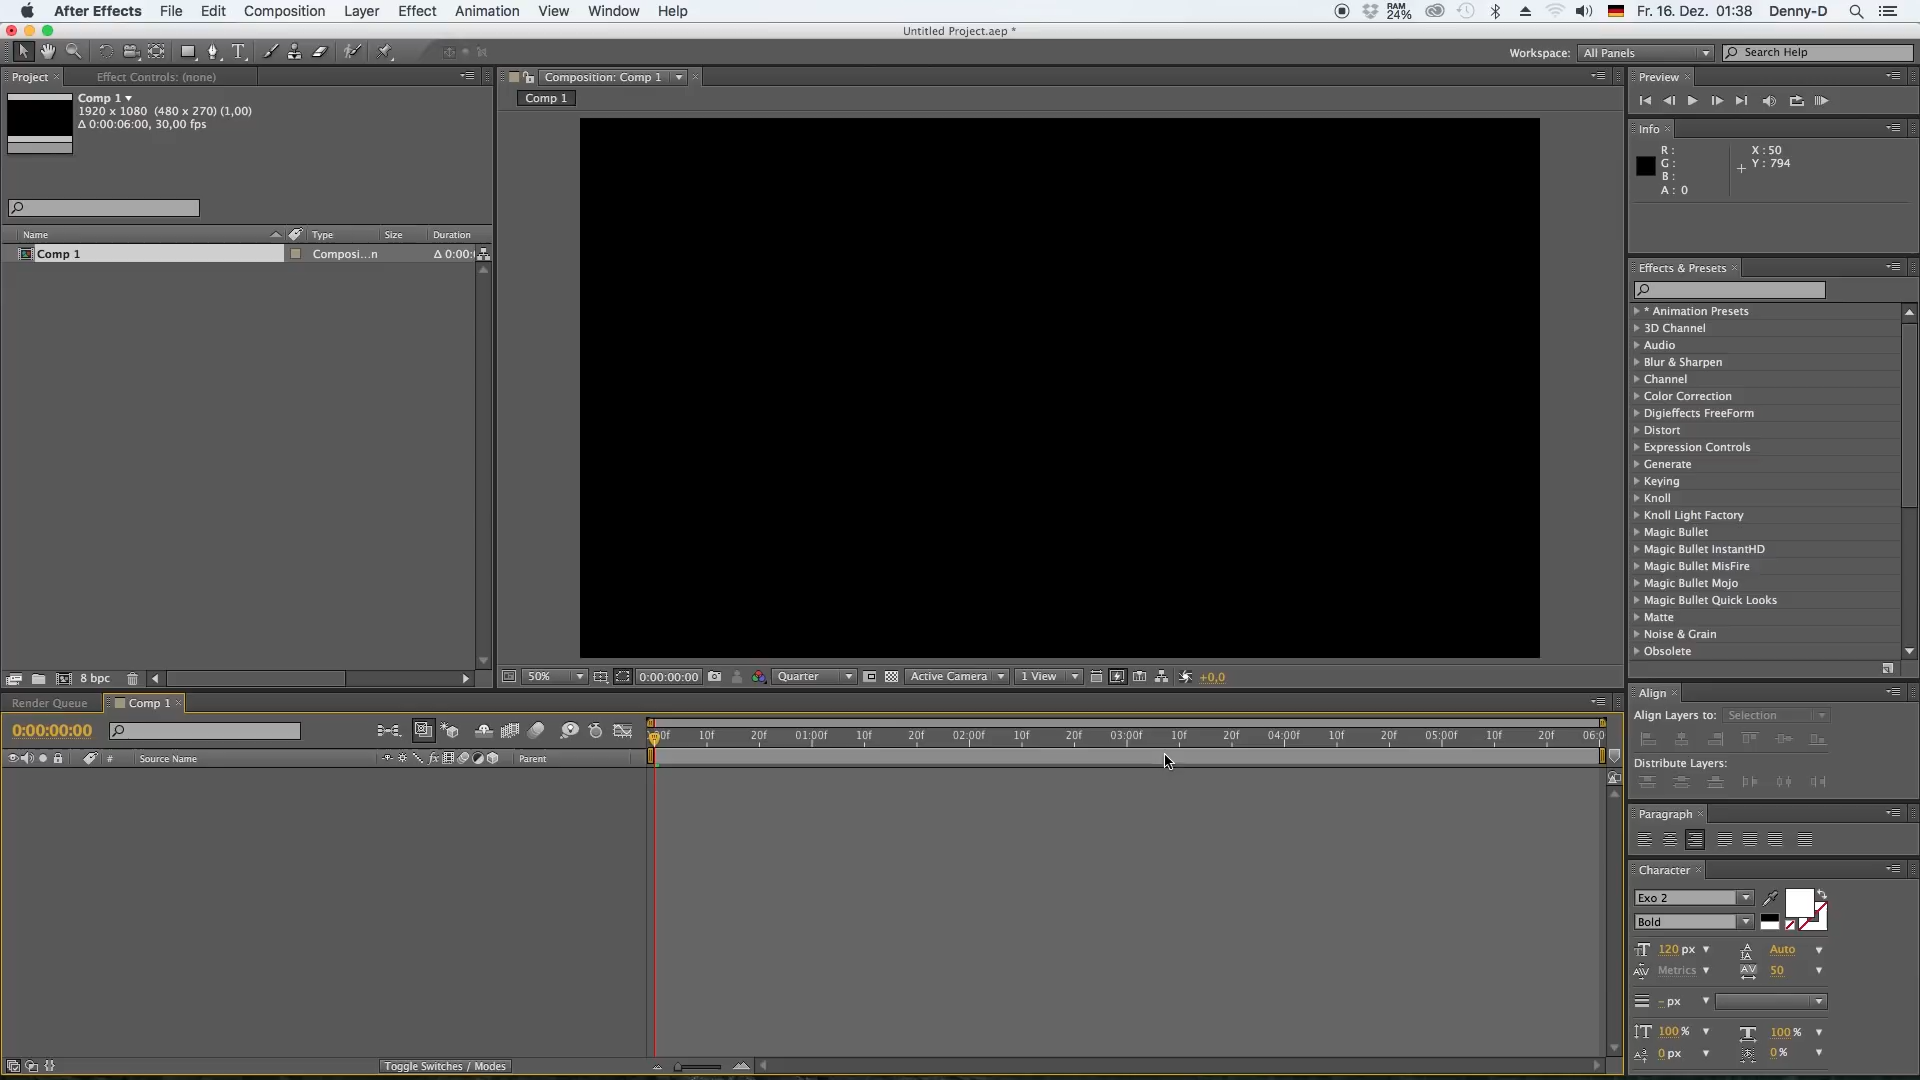 After Effects File Edit Composition Layer Effect Animation View Window Help
RAM 24%
Fr. 16. Dez. 01:38 Denny-D
Untitled Project.aep *
Workspace: All Panels
Search Help
Project
Effect Controls: (none)
Comp 1
1920 x 1080 (480 x 270) (1,00)
Δ 0:00:06:00, 30,00 fps
Name Type Size Duration
Comp 1 Composi...n Δ 0:00:
8 bpc
Composition: Comp 1
Comp 1
50% 0:00:00:00 Quarter Active Camera 1 View +0,0
Preview
Info
R :
G :
B :
A : 0
X : 50
Y : 794
Effects & Presets
* Animation Presets
3D Channel
Audio
Blur & Sharpen
Channel
Color Correction
Digieffects FreeForm
Distort
Expression Controls
Generate
Keying
Knoll
Knoll Light Factory
Magic Bullet
Magic Bullet InstantHD
Magic Bullet MisFire
Magic Bullet Mojo
Magic Bullet Quick Looks
Matte
Noise & Grain
Obsolete
Render Queue
Comp 1
0:00:00:00
# Source Name Parent
00f 10f 20f 01:00f 10f 20f 02:00f 10f 20f 03:00f 10f 20f 04:00f 10f 20f 05:00f 10f 20f 06:0
Toggle Switches / Modes
Align
Align Layers to: Selection
Distribute Layers:
Paragraph
Character
Exo 2
Bold
120 px Auto
Metrics 50
- px
100 % 100 %
0 px 0 %